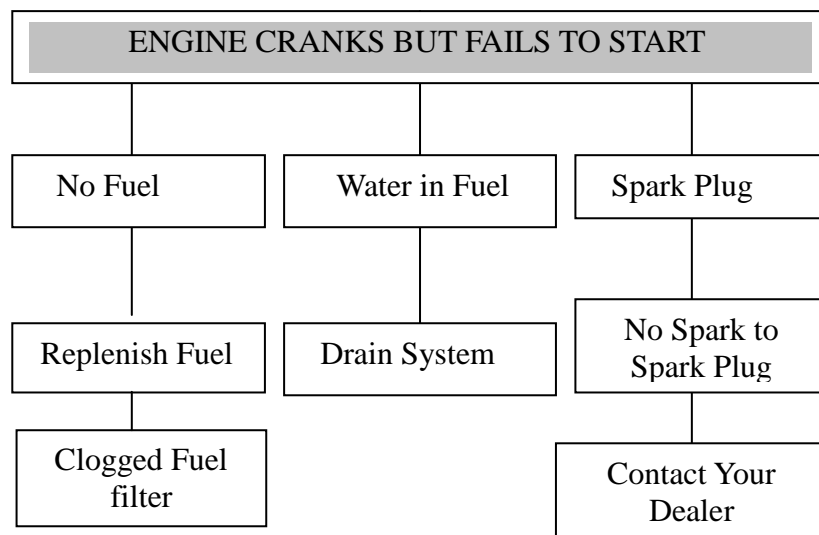 ENGINE CRANKS BUT FAILS TO START
No Fuel
Water in Fuel
Spark Plug
Replenish Fuel
Drain System
No Spark to
Spark Plug
Clogged Fuel
filter
Contact Your
Dealer